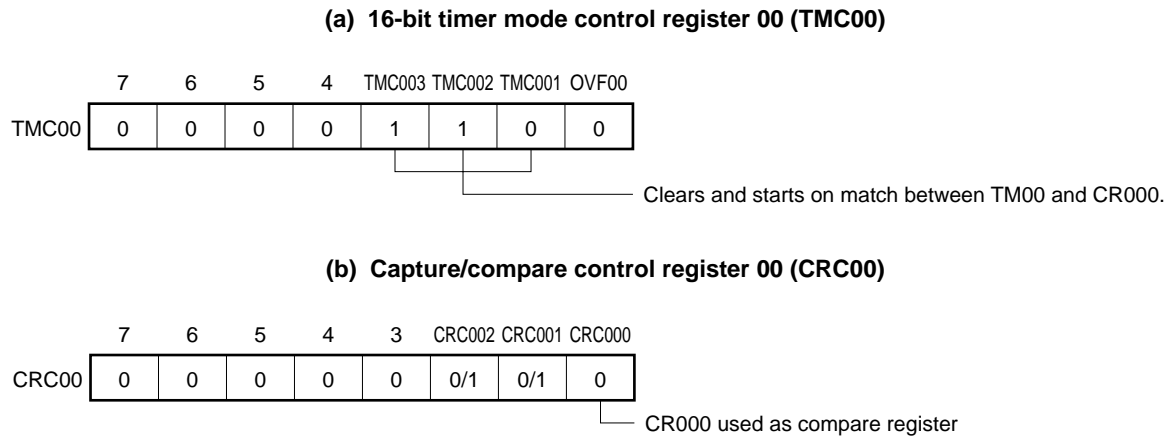 (a) 16-bit timer mode control register 00 (TMC00)
7 6 5 4 TMC003 TMC002 TMC001 OVF00
TMC00 0 0 0 0 1 1 0 0
Clears and starts on match between TM00 and CR000.
(b) Capture/compare control register 00 (CRC00)
7 6 5 4 3 CRC002 CRC001 CRC000
CRC00 0 0 0 0 0 0/1 0/1 0
CR000 used as compare register